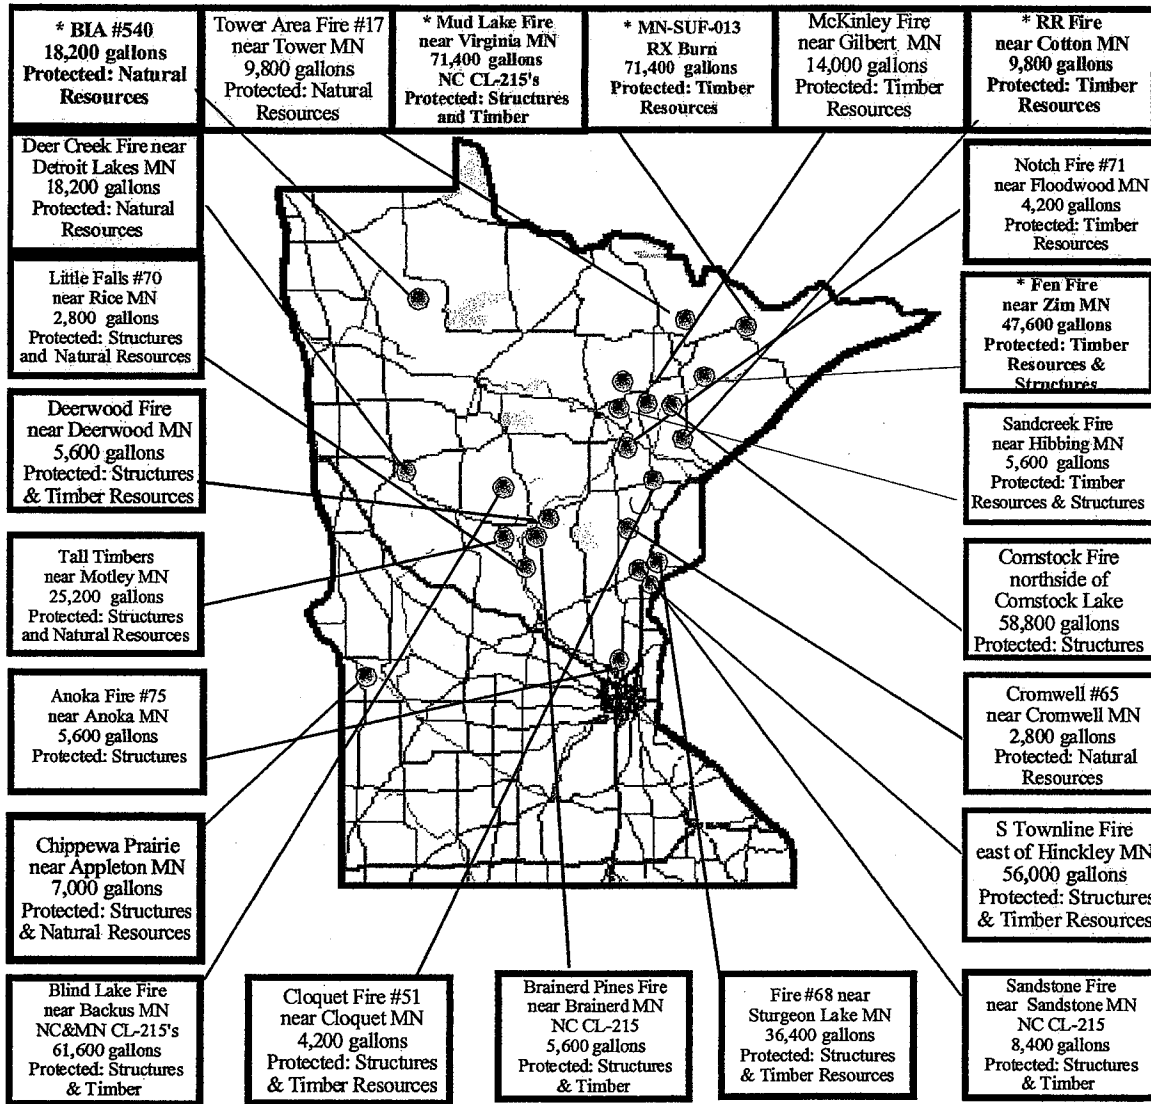 * BIA #540
18,200 gallons
Protected: Natural
Resources
Tower Area Fire #17
near Tower MN
9,800 gallons
Protected: Natural
Resources
* Mud Lake Fire
near Virginia MN
71,400 gallons
NC CL-215's
Protected: Structures
and Timber
* MN-SUF-013
RX Burn
71,400 gallons
Protected: Timber
Resources
McKinley Fire
near Gilbert MN
14,000 gallons
Protected: Timber
Resources
* RR Fire
near Cotton MN
9,800 gallons
Protected: Timber
Resources
Deer Creek Fire near
Detroit Lakes MN
18,200 gallons
Protected: Natural
Resources
Notch Fire #71
near Floodwood MN
4,200 gallons
Protected: Timber
Resources
Little Falls #70
near Rice MN
2,800 gallons
Protected: Structures
and Natural Resources
* Fen Fire
near Zim MN
47,600 gallons
Protected: Timber
Resources &
Structures
Deerwood Fire
near Deerwood MN
5,600 gallons
Protected: Structures
& Timber Resources
Sandcreek Fire
near Hibbing MN
5,600 gallons
Protected: Timber
Resources & Structures
Tall Timbers
near Motley MN
25,200 gallons
Protected: Structures
and Natural Resources
Comstock Fire
northside of
Comstock Lake
58,800 gallons
Protected: Structures
Anoka Fire #75
near Anoka MN
5,600 gallons
Protected: Structures
Cromwell #65
near Cromwell MN
2,800 gallons
Protected: Natural
Resources
Chippewa Prairie
near Appleton MN
7,000 gallons
Protected: Structures
& Natural Resources
S Townline Fire
east of Hinckley MN
56,000 gallons
Protected: Structures
& Timber Resources
Blind Lake Fire
near Backus MN
NC&MN CL-215's
61,600 gallons
Protected: Structures
& Timber
Cloquet Fire #51
near Cloquet MN
4,200 gallons
Protected: Structures
& Timber Resources
Brainerd Pines Fire
near Brainerd MN
NC CL-215
5,600 gallons
Protected: Structures
& Timber
Fire #68 near
Sturgeon Lake MN
36,400 gallons
Protected: Structures
& Timber Resources
Sandstone Fire
near Sandstone MN
NC CL-215
8,400 gallons
Protected: Structures
& Timber